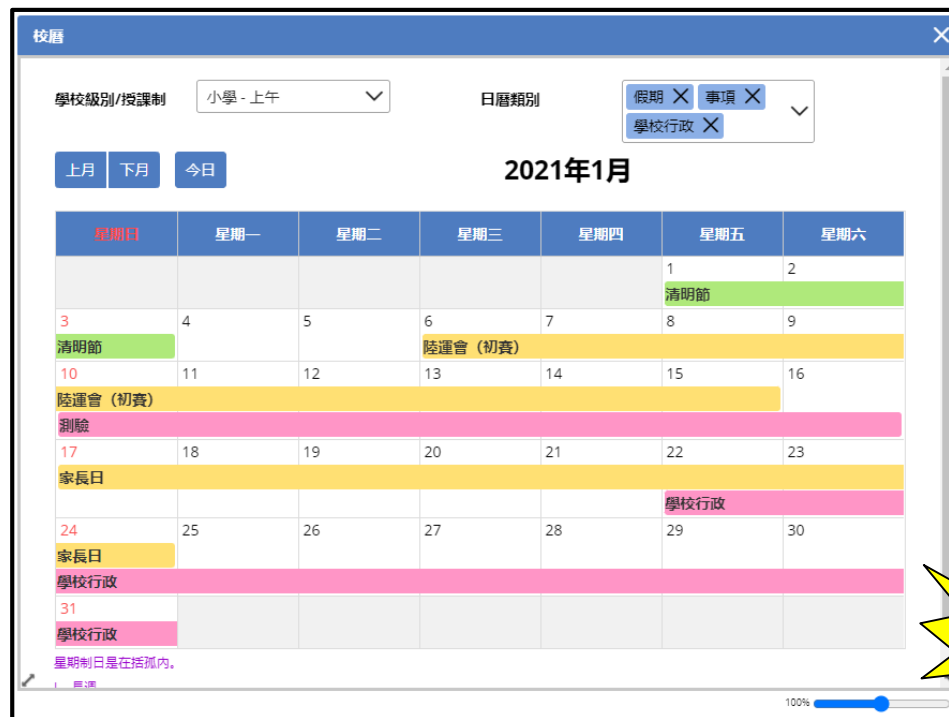 校曆
學校級別/授課制 小學 - 上午 日曆類別 假期 事項
學校行政
上月 下月 今日 2021年1月
星期日 星期一 星期二 星期三 星期四 星期五 星期六
1 2
清明節
3 4 5 6 7 8 9
清明節 陸運會（初賽）
10 11 12 13 14 15 16
陸運會（初賽）
測驗
17 18 19 20 21 22 23
家長日
學校行政
24 25 26 27 28 29 30
家長日
學校行政
31
學校行政
星期制日是在括弧內。
100%